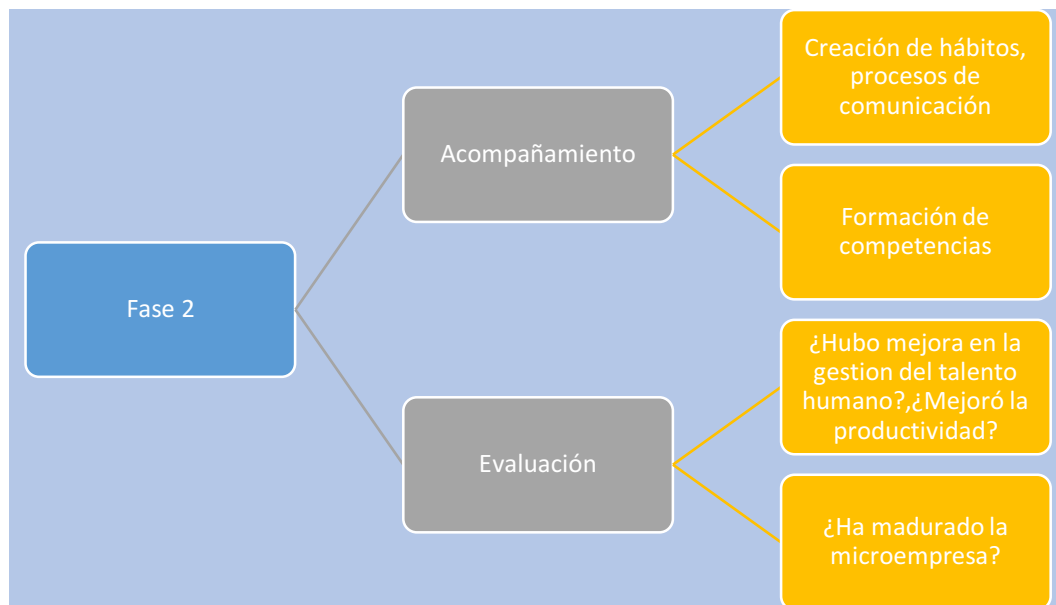 Fase 2
Acompañamiento
Creación de hábitos,
procesos de
comunicación
Formación de
competencias
Evaluación
¿Hubo mejora en la
gestion del talento
humano?,¿Mejoró la
productividad?
¿Ha madurado la
microempresa?